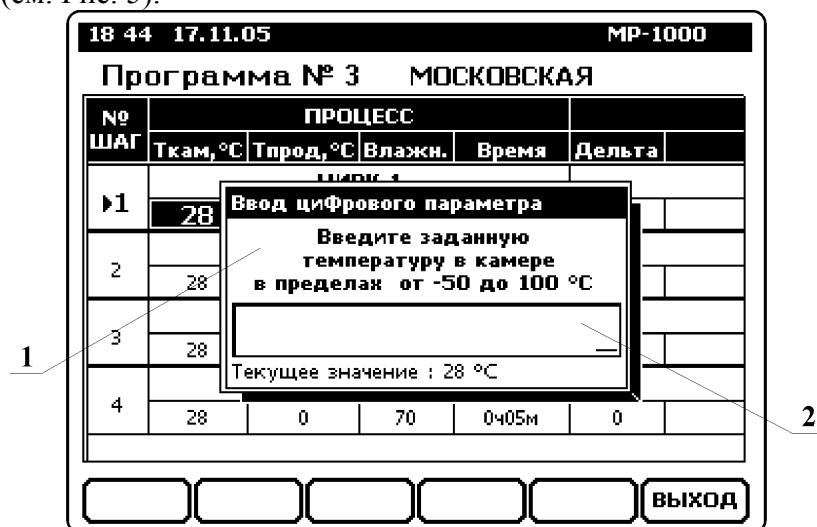 (см. Рис. 5).
18 44 17.11.05 МР-1000
Программа № 3 МОСКОВСКАЯ
№ ШАГ ПРОЦЕСС
Ткам,°С Тпрод,°С Влажн. Время Дельта
1
28
Ввод цифрового параметра
Введите заданную
температуру в камере
в пределах от -50 до 100 °С
Текущее значение : 28 °С
2
28
3
28
4
28 0 70 0ч05м 0
1
2
ВЫХОД